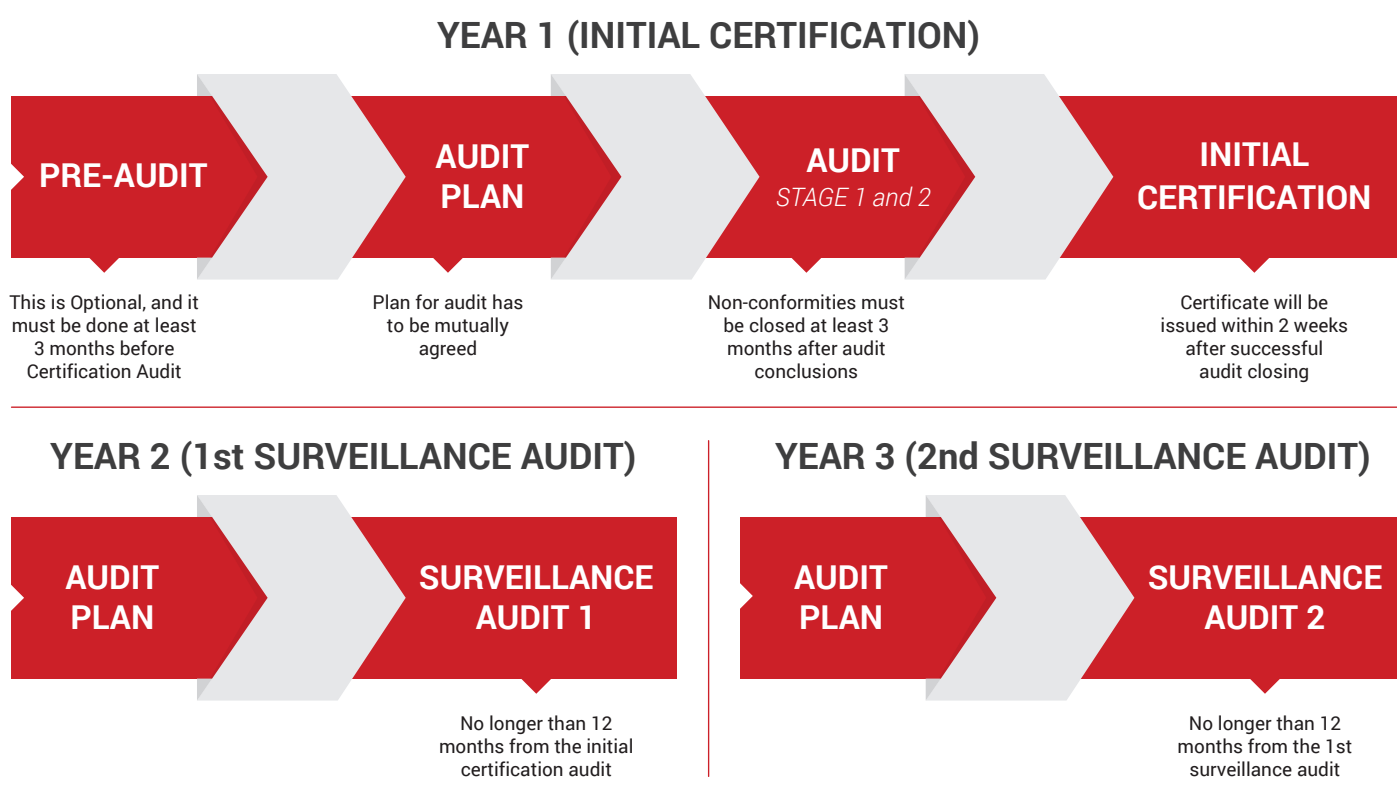 YEAR 1 (INITIAL CERTIFICATION)
PRE-AUDIT
This is Optional, and it
must be done at least
3 months before
Certification Audit
AUDIT
PLAN
Plan for audit has
to be mutually
agreed
AUDIT
STAGE 1 and 2
Non-conformities must
be closed at least 3
months after audit
conclusions
INITIAL
CERTIFICATION
Certificate will be
issued within 2 weeks
after successful
audit closing
YEAR 2 (1st SURVEILLANCE AUDIT)
AUDIT
PLAN
SURVEILLANCE
AUDIT 1
No longer than 12
months from the initial
certification audit
YEAR 3 (2nd SURVEILLANCE AUDIT)
AUDIT
PLAN
SURVEILLANCE
AUDIT 2
No longer than 12
months from the 1st
surveillance audit